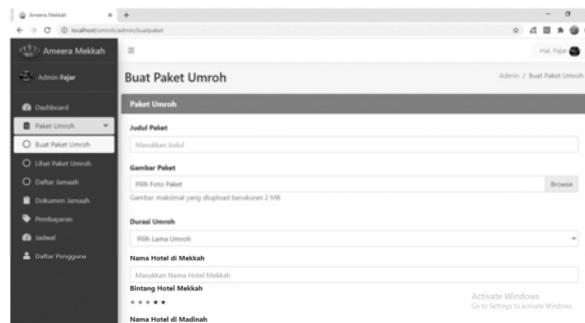 Ameera Mekkah
localhost/umroh/admin/buatpaket
Ameera Mekkah
Hai, Fajar
Admin Fajar
Buat Paket Umroh
Admin / Buat Paket Umroh
Dashboard
Paket Umroh
Paket Umroh
Buat Paket Umroh
Judul Paket
Masukkan Judul
Lihat Paket Umroh
Gambar Paket
Daftar Jamaah
Pilih Foto Paket
Browse
Dokumen Jamaah
Gambar maksimal yang diupload berukuran 2 MB
Pembayaran
Durasi Umroh
Jadwal
Pilih Lama Umroh
Daftar Pengguna
Nama Hotel di Mekkah
Masukkan Nama Hotel Mekkah
Bintang Hotel Mekkah
Nama Hotel di Madinah
Activate Windows
Go to Settings to activate Windows.